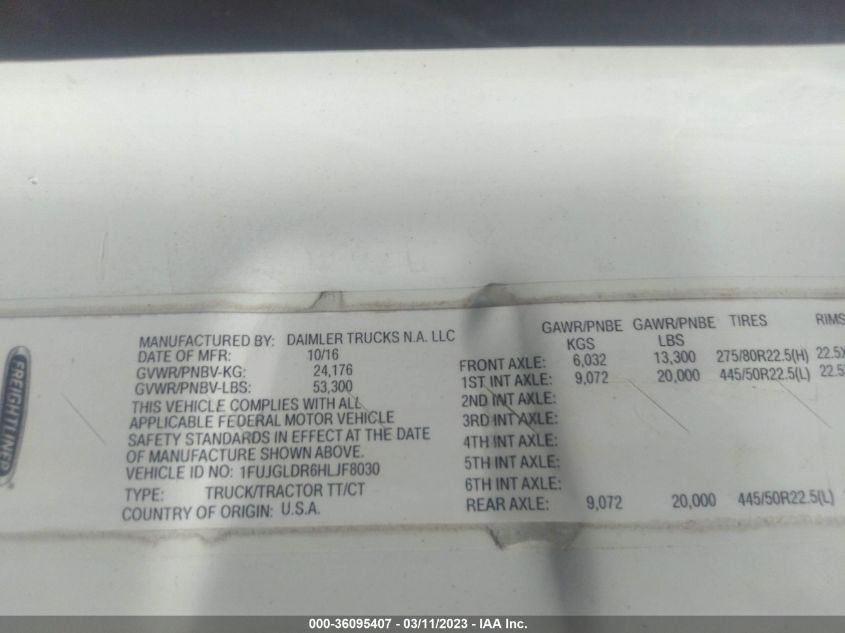 FREIGHTLINER
MANUFACTURED BY: DAIMLER TRUCKS N.A. LLC
DATE OF MFR: 10/16
GVWR/PNBV-KG: 24,176
GVWR/PNBV-LBS: 53,300
THIS VEHICLE COMPLIES WITH ALL
APPLICABLE FEDERAL MOTOR VEHICLE
SAFETY STANDARDS IN EFFECT AT THE DATE
OF MANUFACTURE SHOWN ABOVE.
VEHICLE ID NO: 1FUJGLDR6HLJF8030
TYPE: TRUCK/TRACTOR TT/CT
COUNTRY OF ORIGIN: U.S.A.
GAWR/PNBE GAWR/PNBE TIRES RIMS
KGS LBS
FRONT AXLE: 6,032 13,300 275/80R22.5(H) 22.5X
1ST INT AXLE: 9,072 20,000 445/50R22.5(L) 22.5
2ND INT AXLE:
3RD INT AXLE:
4TH INT AXLE:
5TH INT AXLE:
6TH INT AXLE:
REAR AXLE: 9,072 20,000 445/50R22.5(L)
000-36095407 - 03/11/2023 - IAA Inc.